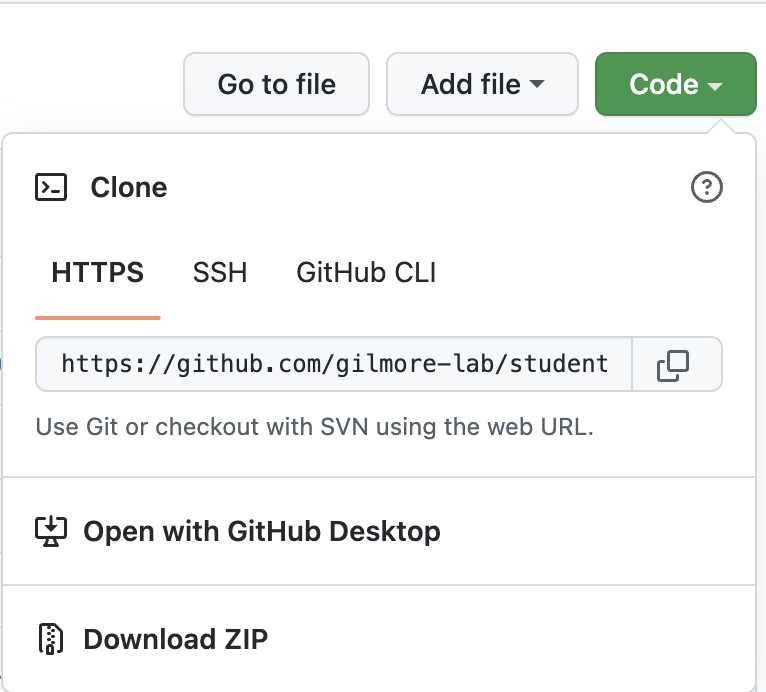 Go to file Add file Code
Clone
HTTPS SSH GitHub CLI
https://github.com/gilmore-lab/student
Use Git or checkout with SVN using the web URL.
Open with GitHub Desktop
Download ZIP